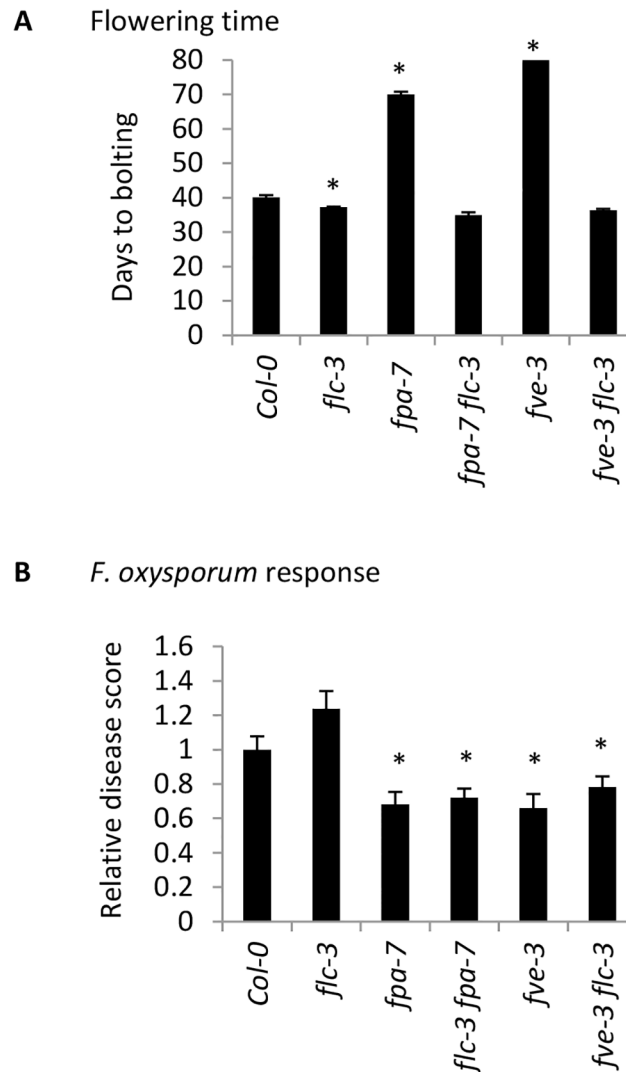 A Flowering time
Days to bolting
80
70
60
50
40
30
20
10
0
*
*
*
Col-0
flc-3
fpa-7
fpa-7 flc-3
fve-3
fve-3 flc-3
B F. oxysporum response
Relative disease score
1.6
1.4
1.2
1
0.8
0.6
0.4
0.2
0
*
*
*
*
Col-0
flc-3
fpa-7
flc-3 fpa-7
fve-3
fve-3 flc-3